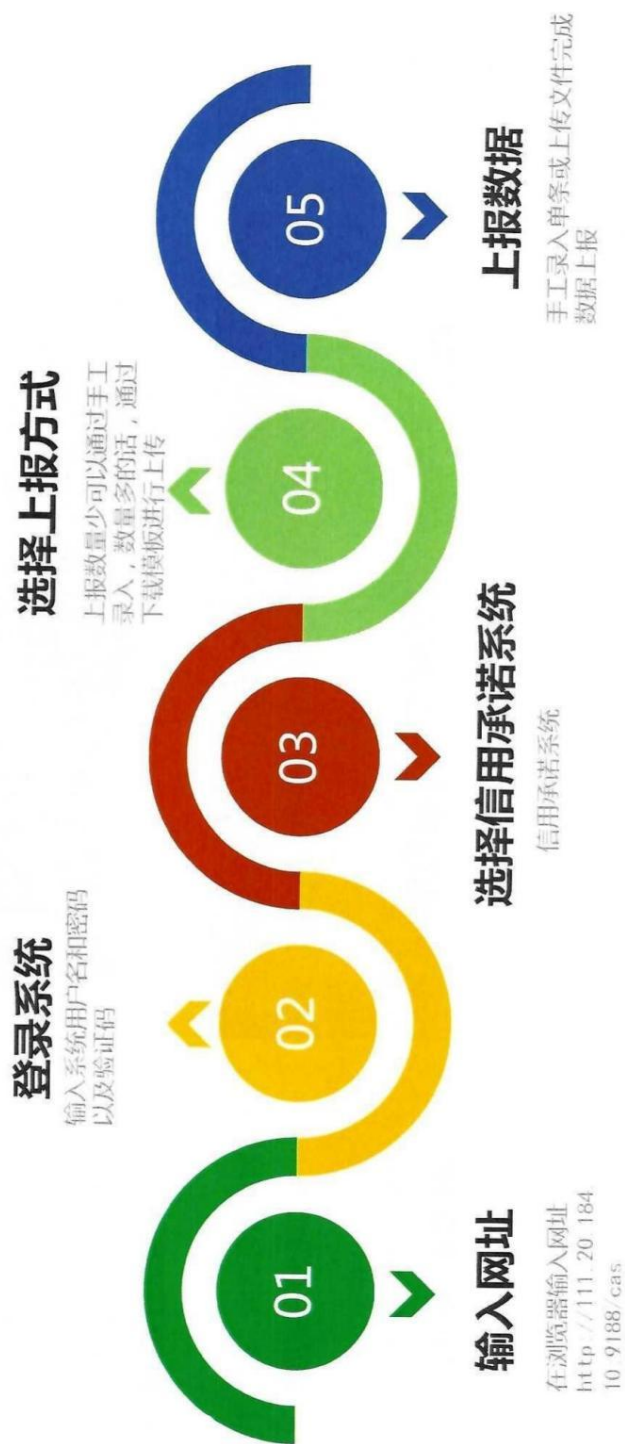 01
输入网址
在浏览器输入网址
http://111.20.184
10.9188/cas
02
登录系统
输入系统用户名和密码
以及验证码
03
选择信用承诺系统
信用承诺系统
04
选择上报方式
上报数量少可以通过手工
录入，数量多的话，通过
下载模板进行上传
05
上报数据
手工录入单条或上传文件完成
数据上报